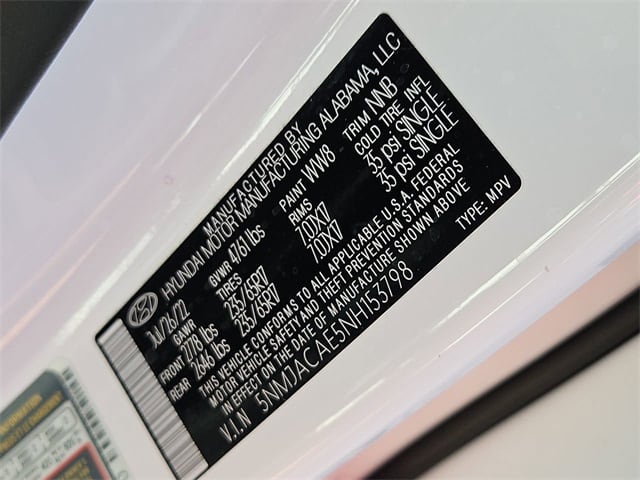 MANUFACTURED BY
HYUNDAI MOTOR MANUFACTURING ALABAMA, LLC
GVWR 4761 lbs PAINT WW8 TRIM NNB
GAWR TIRES RIMS COLD TIRE INFL
FRONT 2778 lbs 235/65R17 7.0JX17 35 psi SINGLE
REAR 2646 lbs 235/65R17 7.0JX17 35 psi SINGLE
THIS VEHICLE CONFORMS TO ALL APPLICABLE U.S.A. FEDERAL
MOTOR VEHICLE SAFETY AND THEFT PREVENTION STANDARDS
IN EFFECT ON THE DATE OF MANUFACTURE SHOWN ABOVE
V.I.N 5NMJACAE5NH153798 TYPE: MPV